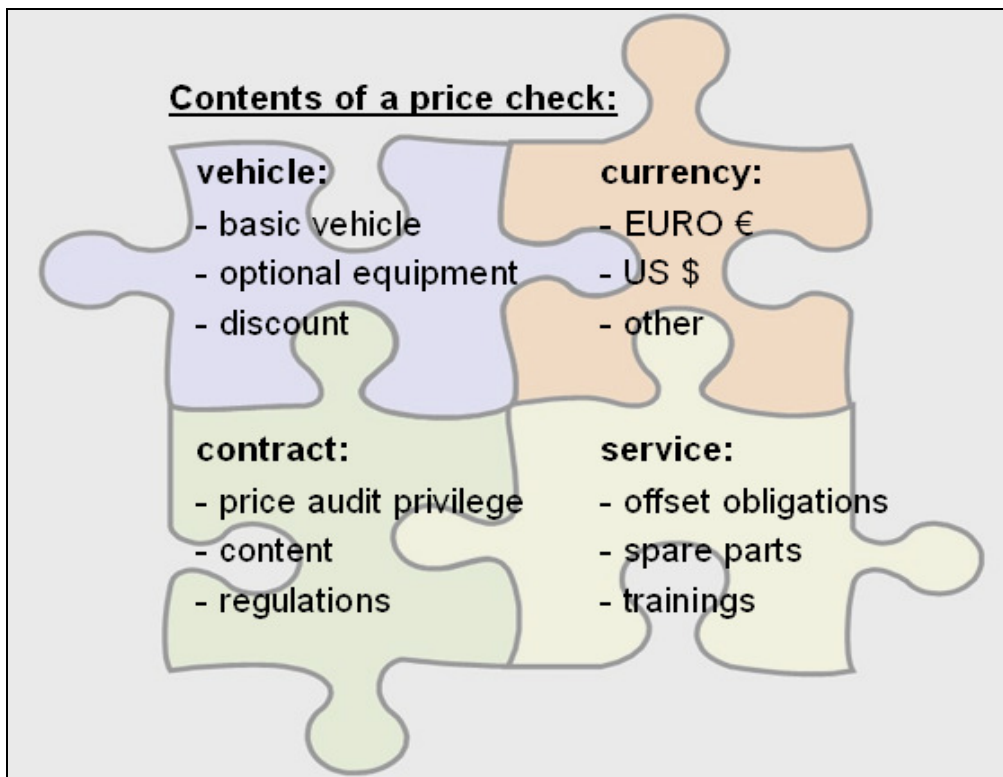 Contents of a price check:
vehicle:
- basic vehicle
- optional equipment
- discount
currency:
- EURO €
- US $
- other
contract:
- price audit privilege
- content
- regulations
service:
- offset obligations
- spare parts
- trainings